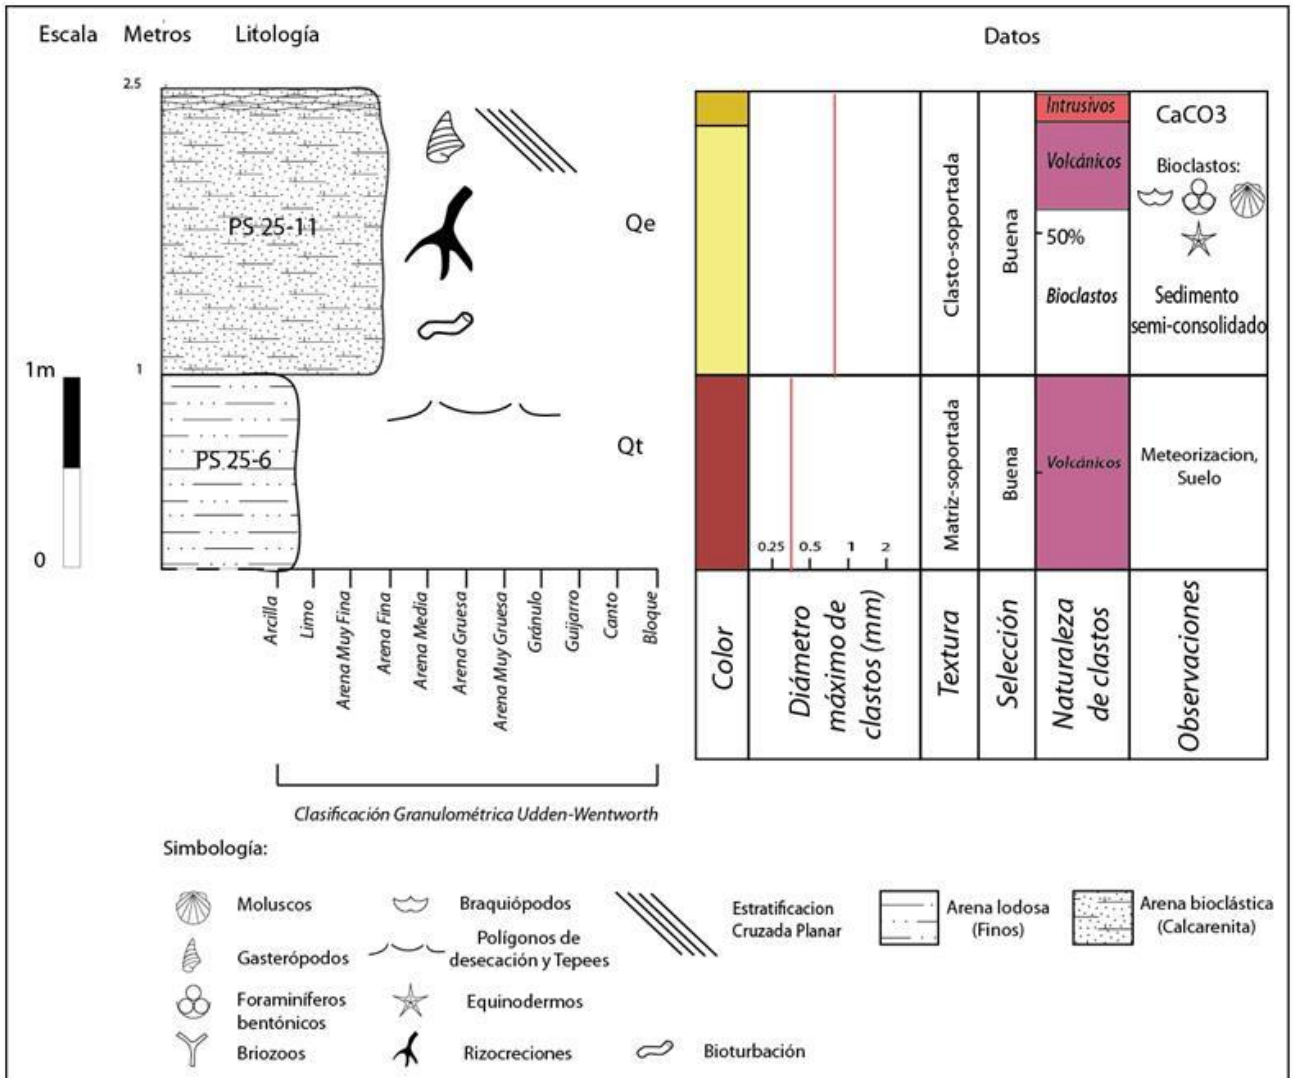 Escala Metros Litología Datos
2.5
PS 25-11
Qe
1m
1
PS 25-6
Qt
0
Clasto-soportada
Buena
Intrusivos
Volcánicos
50%
Bioclastos
CaCO3
Bioclastos:
Sedimento
semi-consolidado
0.25 0.5 1 2
Matriz-soportada
Buena
Volcánicos
Meteorizacion,
Suelo
Arcilla
Limo
Arena Muy Fina
Arena Fina
Arena Media
Arena Gruesa
Arena Muy Gruesa
Gránulo
Guijarro
Canto
Bloque
Color
Diámetro
máximo de
clastos (mm)
Textura
Selección
Naturaleza
de clastos
Observaciones
Clasificación Granulométrica Udden-Wentworth
Simbología:
Moluscos
Gasterópodos
Foraminíferos
bentónicos
Briozoos
Braquiópodos
Polígonos de
desecación y Tepees
Equinodermos
Rizocreciones
Bioturbación
Estratificacion
Cruzada Planar
Arena lodosa
(Finos)
Arena bioclástica
(Calcarenita)